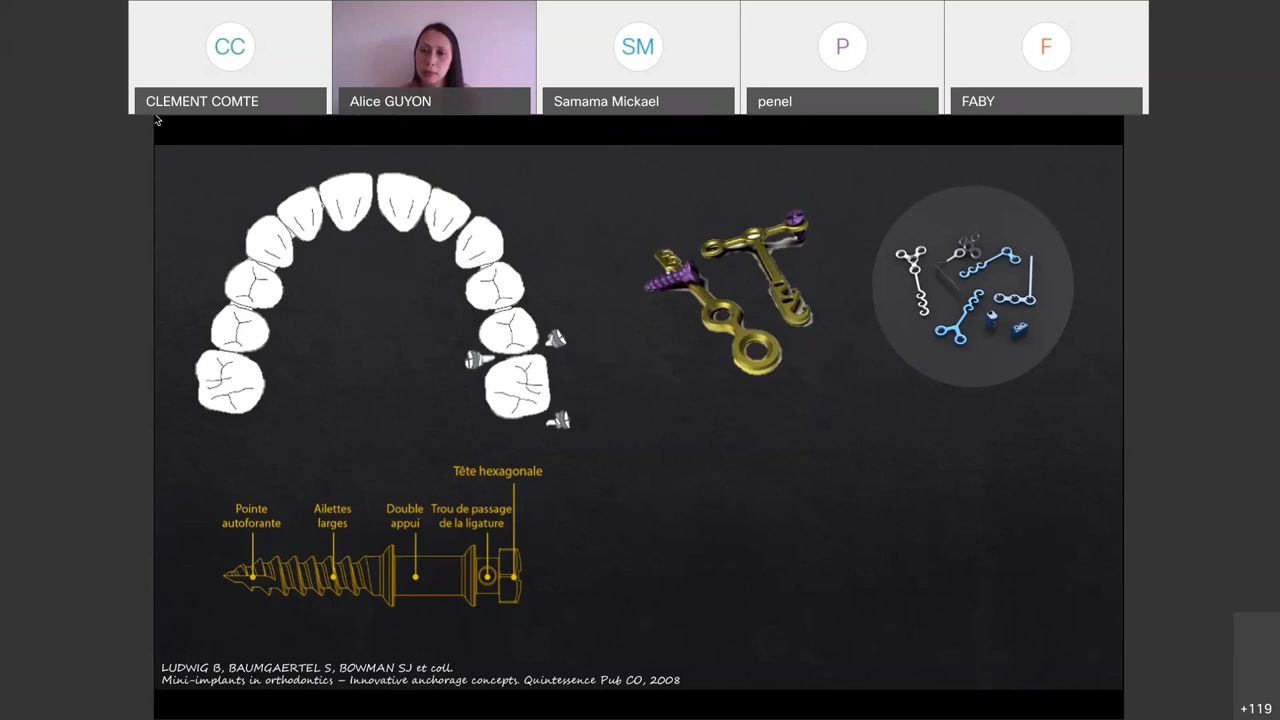 CC
SM
P
F
CLEMENT COMTE
Alice GUYON
Samama Mickael
penel
FABY
Tête hexagonale
Pointe
autoforante
Ailettes
larges
Double
appui
Trou de passage
de la ligature
LUDWIG B, BAUMGAERTEL S, BOWMAN SJ et coll.
Mini-implants in orthodontics – Innovative anchorage concepts. Quintessence Pub CO, 2008
+119